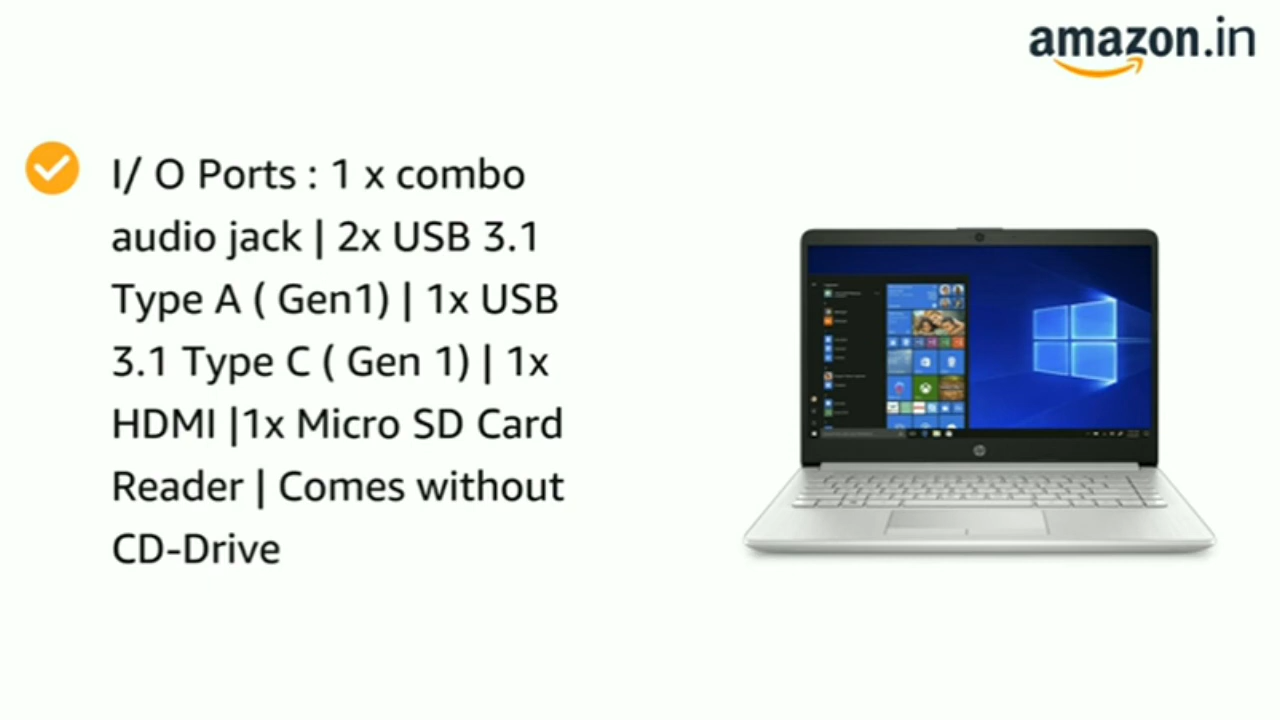 amazon.in
I/ O Ports : 1 x combo
audio jack | 2x USB 3.1
Type A ( Gen1) | 1x USB
3.1 Type C ( Gen 1) | 1x
HDMI |1x Micro SD Card
Reader | Comes without
CD-Drive
hp